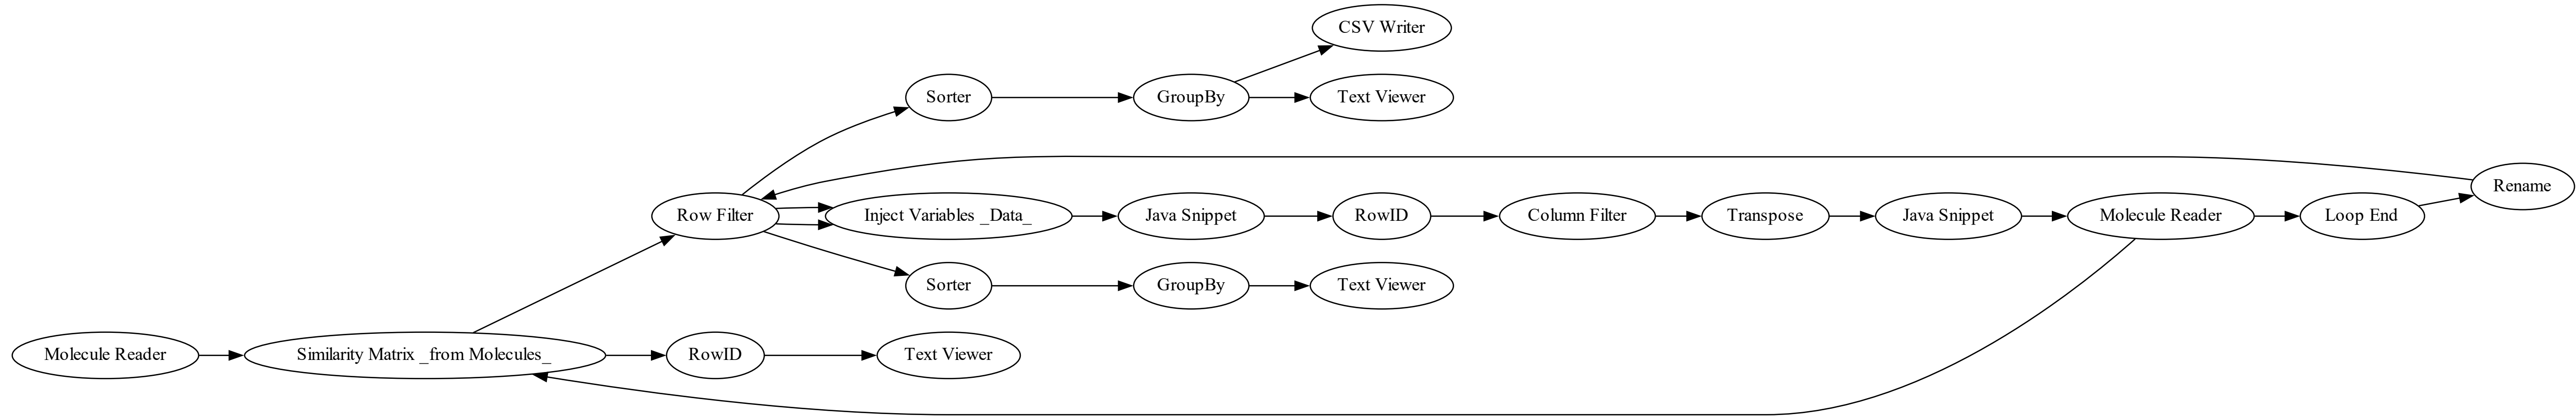 CSV Writer
Sorter
GroupBy
Text Viewer
Rename
Row Filter
Inject Variables _Data_
Java Snippet
RowID
Column Filter
Transpose
Java Snippet
Molecule Reader
Loop End
Sorter
GroupBy
Text Viewer
Molecule Reader
Similarity Matrix _from Molecules_
RowID
Text Viewer